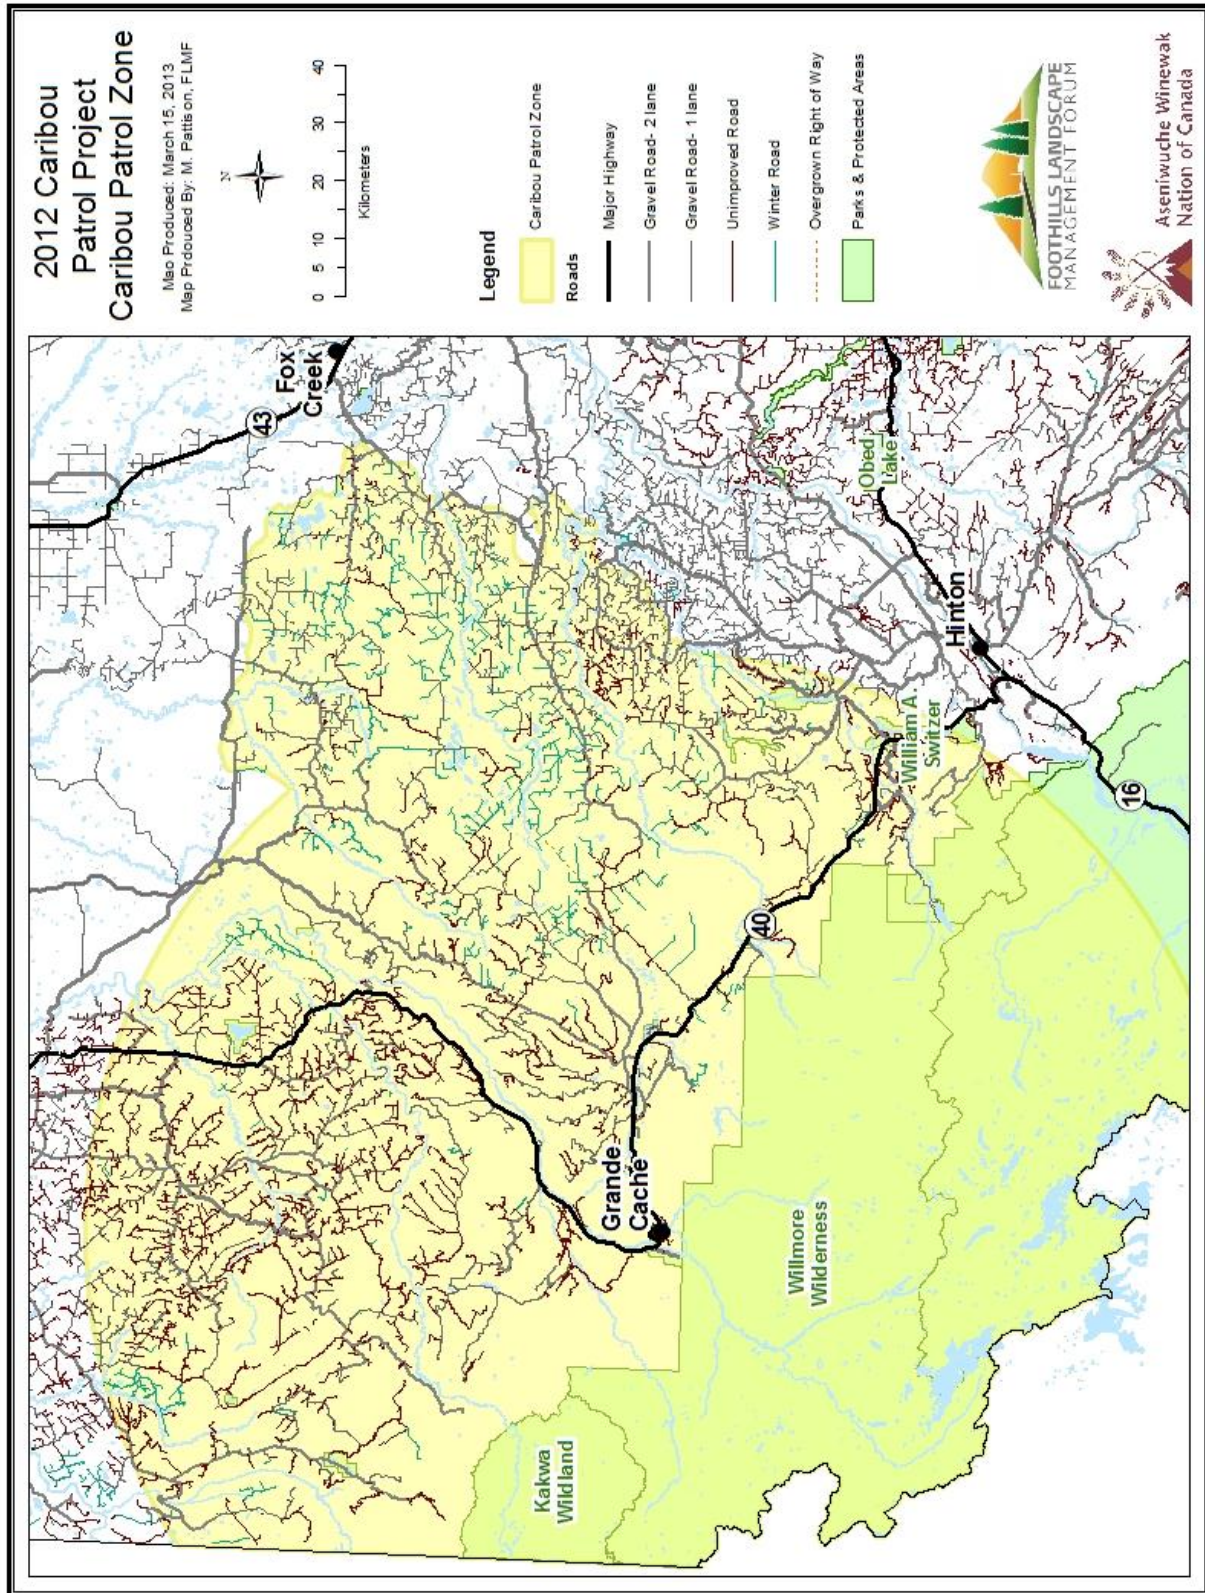 2012 Caribou
Patrol Project
Caribou Patrol Zone
Mao Produced: March 15, 2013
Map Prdouced By: M. Pattison, FLMF
N
0 5 10 20 30 40
Kilometers
Legend
Caribou Patrol Zone
Roads
Major Highway
Gravel Road- 2 lane
Gravel Road- 1 lane
Unimproved Road
Winter Road
Overgrown Right of Way
Parks & Protected Areas
FOOTHILLS LANDSCAPE
MANAGEMENT FORUM
Aseniwuche Winewak
Nation of Canada
43
Fox
Creek
Obed
Lake
Hinton
William A.
Switzer
16
40
Grande
Cache
Willmore
Wilderness
Kakwa
Wildland